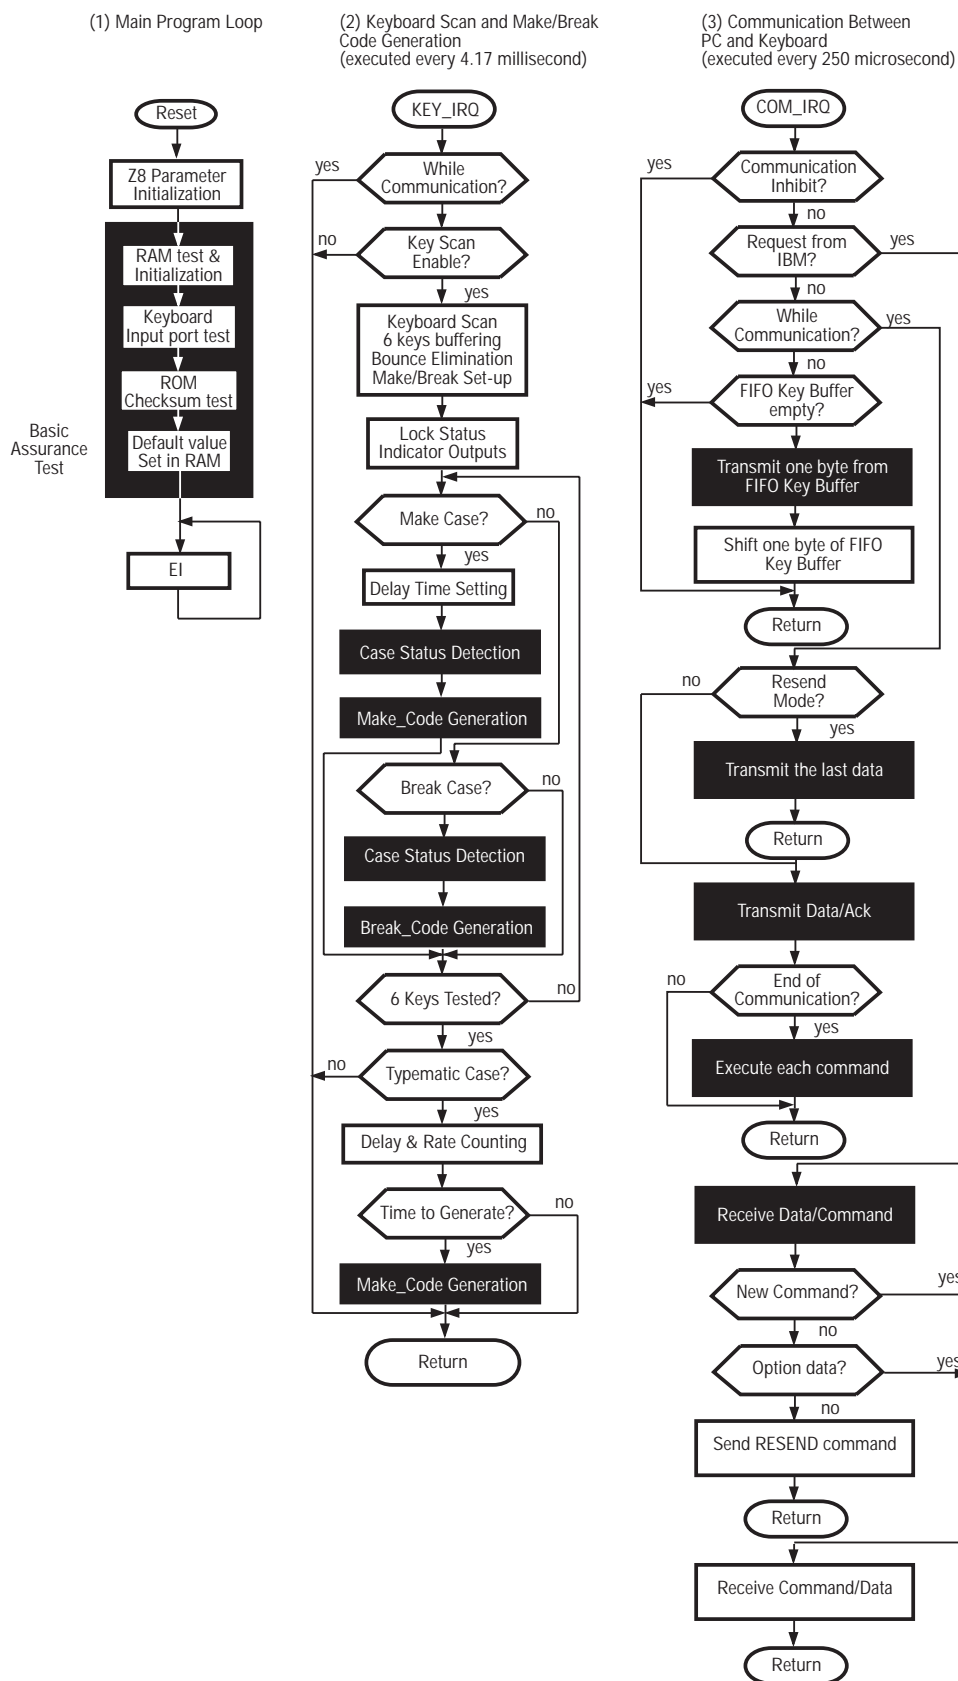 (1) Main Program Loop
Reset
Z8 Parameter
Initialization
RAM test &
Initialization
Keyboard
Input port test
ROM
Checksum test
Default value
Set in RAM
Basic
Assurance
Test
EI
(2) Keyboard Scan and Make/Break
Code Generation
(executed every 4.17 millisecond)
KEY_IRQ
yes
While
Communication?
no
Key Scan
Enable?
yes
Keyboard Scan
6 keys buffering
Bounce Elimination
Make/Break Set-up
Lock Status
Indicator Outputs
Make Case?
no
yes
Delay Time Setting
Case Status Detection
Make_Code Generation
Break Case?
no
Case Status Detection
Break_Code Generation
6 Keys Tested?
no
yes
no
Typematic Case?
yes
Delay & Rate Counting
Time to Generate?
no
yes
Make_Code Generation
Return
(3) Communication Between
PC and Keyboard
(executed every 250 microsecond)
COM_IRQ
yes
Communication
Inhibit?
no
Request from
IBM?
yes
no
While
Communication?
yes
no
yes
FIFO Key Buffer
empty?
Transmit one byte from
FIFO Key Buffer
Shift one byte of FIFO
Key Buffer
Return
no
Resend
Mode?
yes
Transmit the last data
Return
Transmit Data/Ack
no
End of
Communication?
yes
Execute each command
Return
Receive Data/Command
New Command?
yes
no
Option data?
yes
no
Send RESEND command
Return
Receive Command/Data
Return